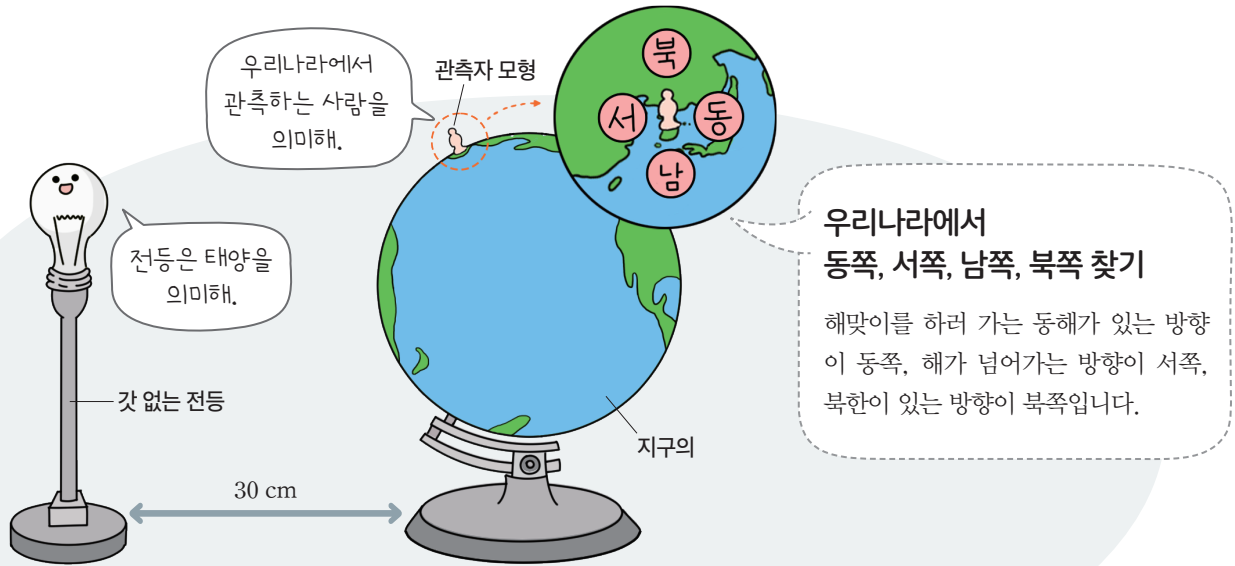 우리나라에서
관측하는 사람을
의미해.
관측자 모형
북
서
동
남
전등은 태양을
의미해.
우리나라에서
동쪽, 서쪽, 남쪽, 북쪽 찾기
해맞이를 하러 가는 동해가 있는 방향
이 동쪽, 해가 넘어가는 방향이 서쪽,
북한이 있는 방향이 북쪽입니다.
갓 없는 전등
지구의
30 cm